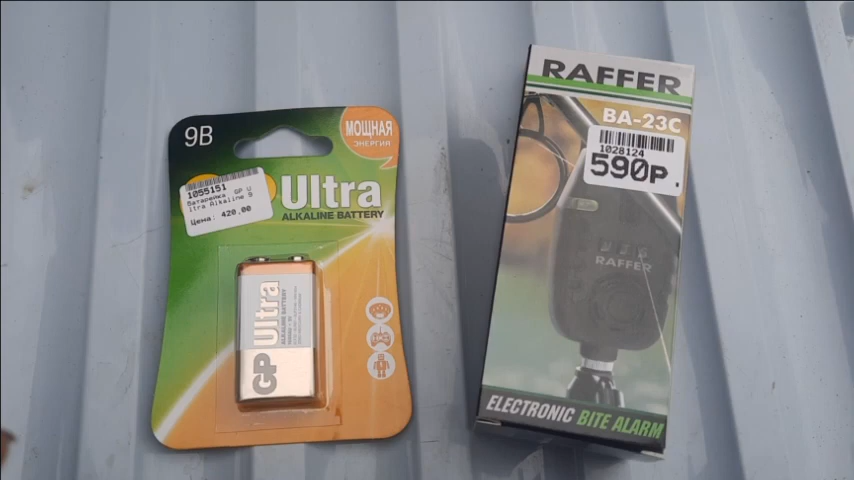 9В
МОЩНАЯ
ЭНЕРГИЯ
1055151
Батарейка GP U
ltra Alkaline 9
Цена: 420,00
Ultra
ALKALINE BATTERY
GP Ultra
ALKALINE BATTERY
RAFFER
BA-23C
1028124
590Р.
RAFFER
ELECTRONIC BITE ALARM